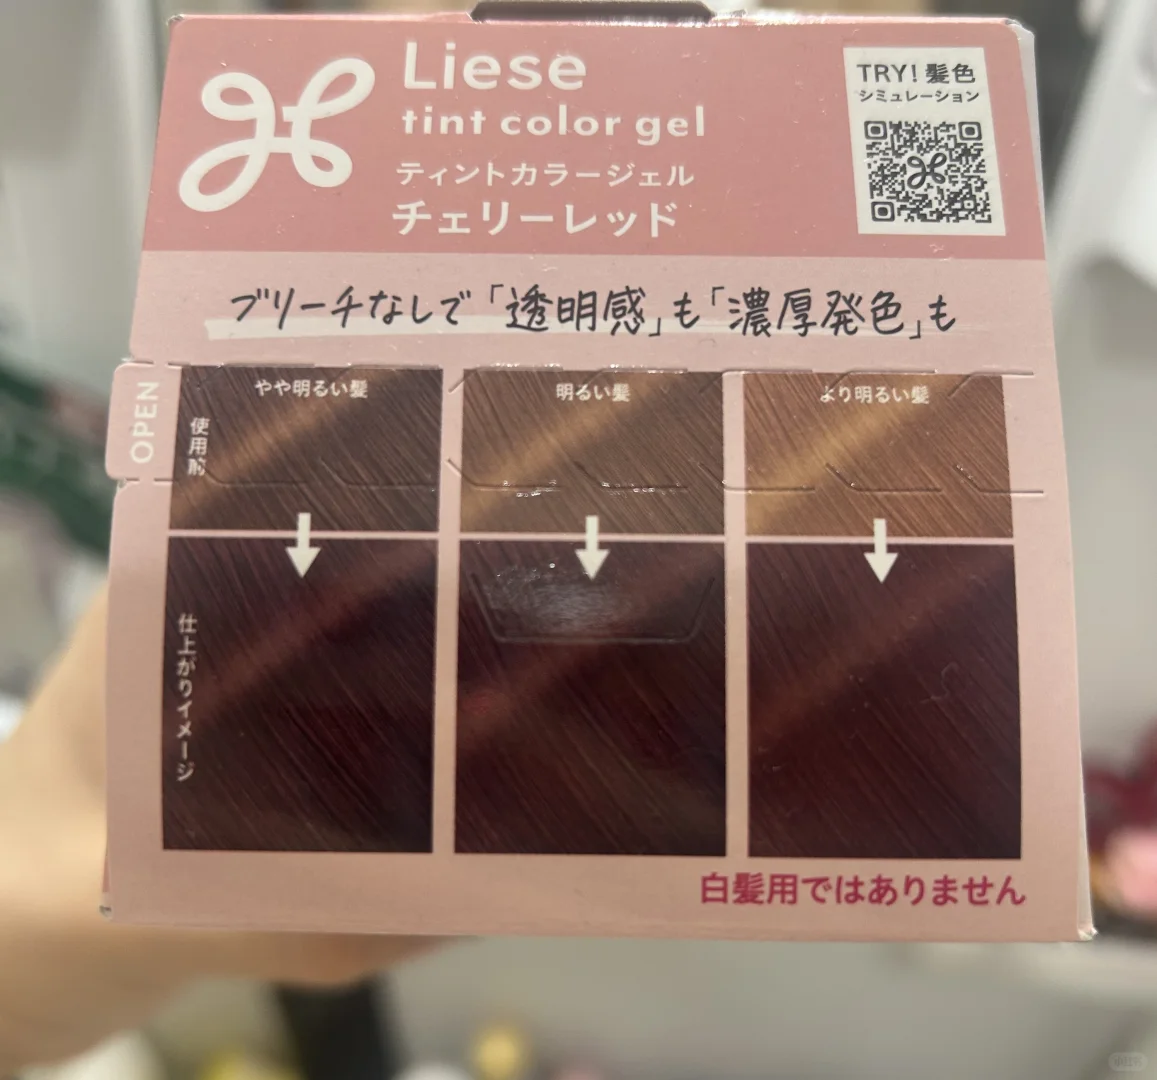 Liese
tint color gel
ティントカラージェル
チェリーレッド
TRY! 髪色
シミュレーション
ブリーチなしで「透明感」も「濃厚発色」も
OPEN
使用前
やや明るい髪
明るい髪
より明るい髪
仕上がりイメージ
白髪用ではありません